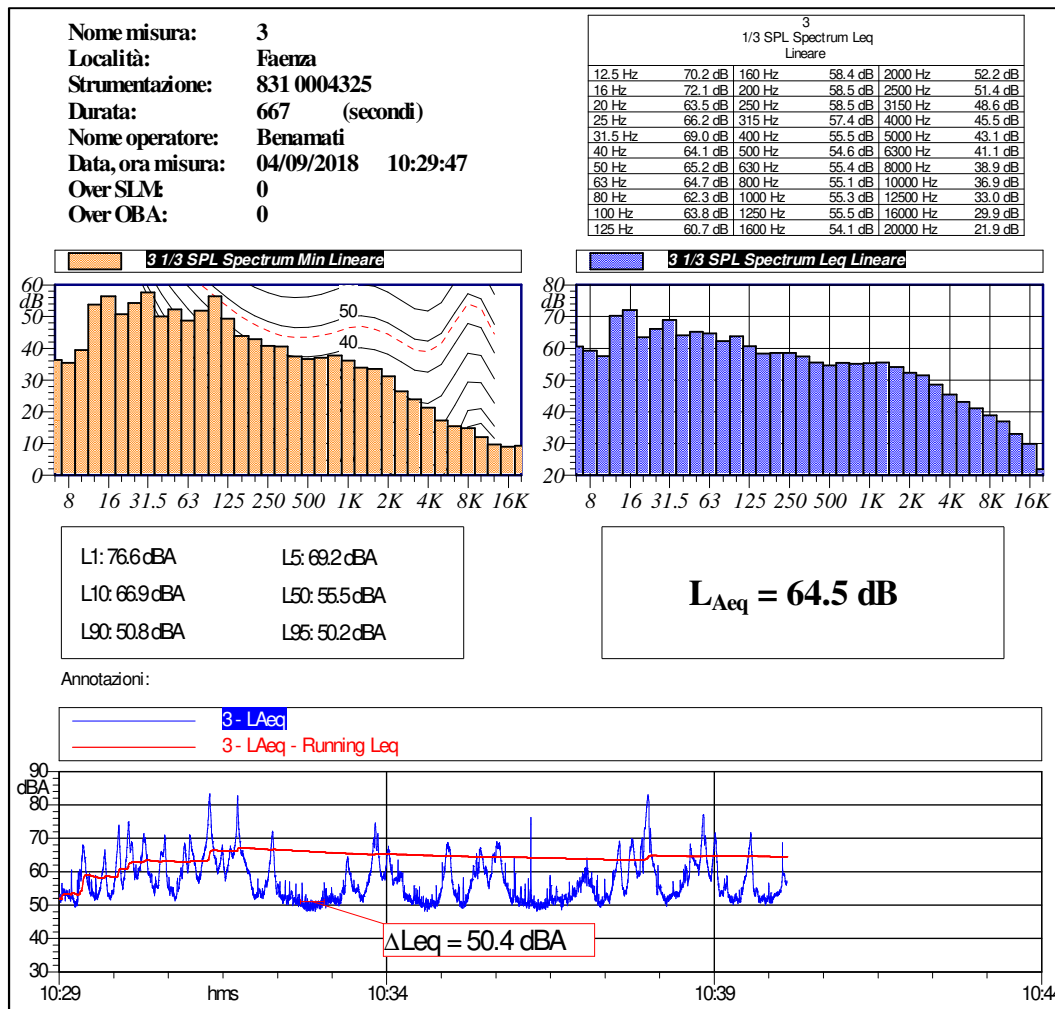 Nome misura: 3
Località: Faenza
Strumentazione: 831 0004325
Durata: 667 (secondi)
Nome operatore: Benamati
Data, ora misura: 04/09/2018 10:29:47
Over SLM: 0
Over OBA: 0
3
1/3 SPL Spectrum Leq
Lineare
12.5 Hz 70.2 dB 160 Hz 58.4 dB 2000 Hz 52.2 dB
16 Hz 72.1 dB 200 Hz 58.5 dB 2500 Hz 51.4 dB
20 Hz 63.5 dB 250 Hz 58.5 dB 3150 Hz 48.6 dB
25 Hz 66.2 dB 315 Hz 57.4 dB 4000 Hz 45.5 dB
31.5 Hz 69.0 dB 400 Hz 55.5 dB 5000 Hz 43.1 dB
40 Hz 64.1 dB 500 Hz 54.6 dB 6300 Hz 41.1 dB
50 Hz 65.2 dB 630 Hz 55.4 dB 8000 Hz 38.9 dB
63 Hz 64.7 dB 800 Hz 55.1 dB 10000 Hz 36.9 dB
80 Hz 62.3 dB 1000 Hz 55.3 dB 12500 Hz 33.0 dB
100 Hz 63.8 dB 1250 Hz 55.5 dB 16000 Hz 29.9 dB
125 Hz 60.7 dB 1600 Hz 54.1 dB 20000 Hz 21.9 dB
3 1/3 SPL Spectrum Min Lineare
60
dB
50
40
30
20
10
0
50
40
8 16 31.5 63 125 250 500 1K 2K 4K 8K 16K
3 1/3 SPL Spectrum Leq Lineare
80
dB
70
60
50
40
30
20
8 16 31.5 63 125 250 500 1K 2K 4K 8K 16K
L1: 76.6 dBA L5: 69.2 dBA
L10: 66.9 dBA L50: 55.5 dBA
L90: 50.8 dBA L95: 50.2 dBA
LAeq = 64.5 dB
Annotazioni:
3 - LAeq
3 - LAeq - Running Leq
90
dBA
80
70
60
50
40
30
ΔLeq = 50.4 dBA
10:29 hms 10:34 10:39 10:44